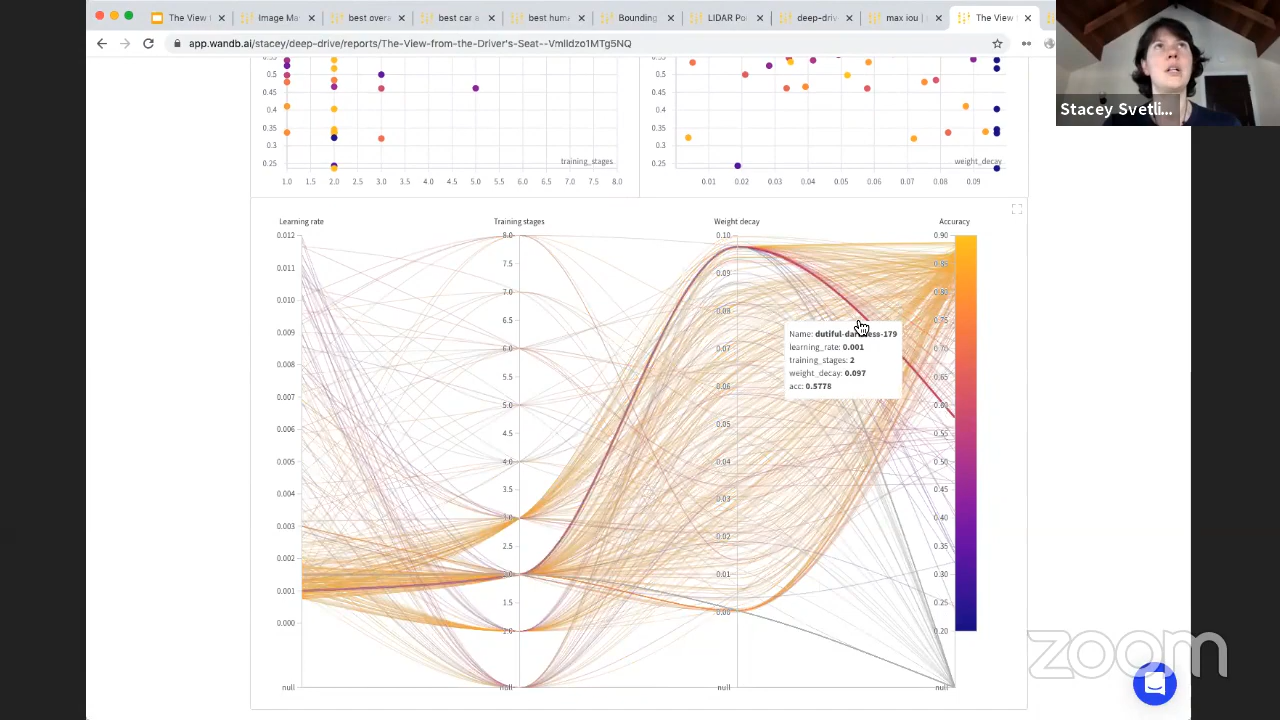 The View
Image Ma
best overa
best car a
best hume
Bounding
LIDAR Poi
deep-driv
max iou |
The View
app.wandb.ai/stacey/deep-drive/reports/The-View-from-the-Driver's-Seat--VmlldzoxMTg5NQ
Stacey Svetli...
0.5
0.45
0.4
0.35
0.3
0.25
training_stages
1.0 1.5 2.0 2.5 3.0 3.5 4.0 4.5 5.0 5.5 6.0 6.5 7.0 7.5 8.0
0.5
0.45
0.4
0.35
0.3
0.25
weight_decay
0.01 0.02 0.03 0.04 0.05 0.06 0.07 0.08 0.09
Learning rate
0.012
0.011
0.010
0.009
0.008
0.007
0.006
0.005
0.004
0.003
0.002
0.001
0.000
null
Training stages
8.0
7.5
7.0
6.5
6.0
5.5
5.0
4.5
4.0
3.5
3.0
2.5
2.0
1.5
1.0
null
Weight decay
0.10
0.09
0.08
0.07
0.06
0.05
0.04
0.03
0.02
0.01
0.00
null
Accuracy
0.90
0.85
0.80
0.75
0.70
0.65
0.60
0.55
0.50
0.45
0.40
0.35
0.30
0.25
0.20
null
Name: dutiful-darkness-179
learning_rate: 0.001
training_stages: 2
weight_decay: 0.097
acc: 0.5778
zoom